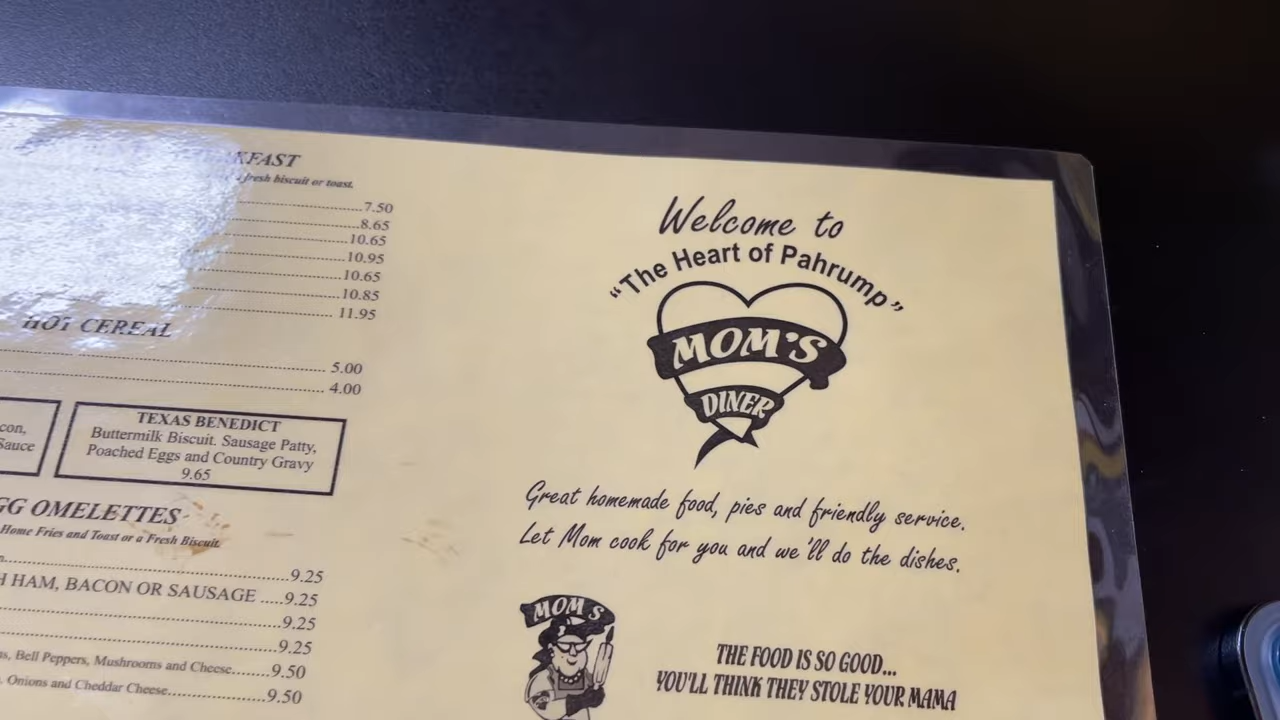 KFAST
fresh biscuit or toast.
7.50
8.65
10.65
10.95
10.65
10.85
11.95
HOT CEREAL
5.00
4.00
con,
Sauce
TEXAS BENEDICT
Buttermilk Biscuit. Sausage Patty,
Poached Eggs and Country Gravy
9.65
GG OMELETTES
Home Fries and Toast or a Fresh Biscuit.
9.25
H HAM, BACON OR SAUSAGE .....9.25
9.25
9.25
s, Bell Peppers, Mushrooms and Cheese........9.50
Onions and Cheddar Cheese........................9.50
Welcome to
"The Heart of Pahrump"
MOM'S
DINER
Great homemade food, pies and friendly service.
Let Mom cook for you and we'll do the dishes.
MOM'S
THE FOOD IS SO GOOD...
YOU'LL THINK THEY STOLE YOUR MAMA